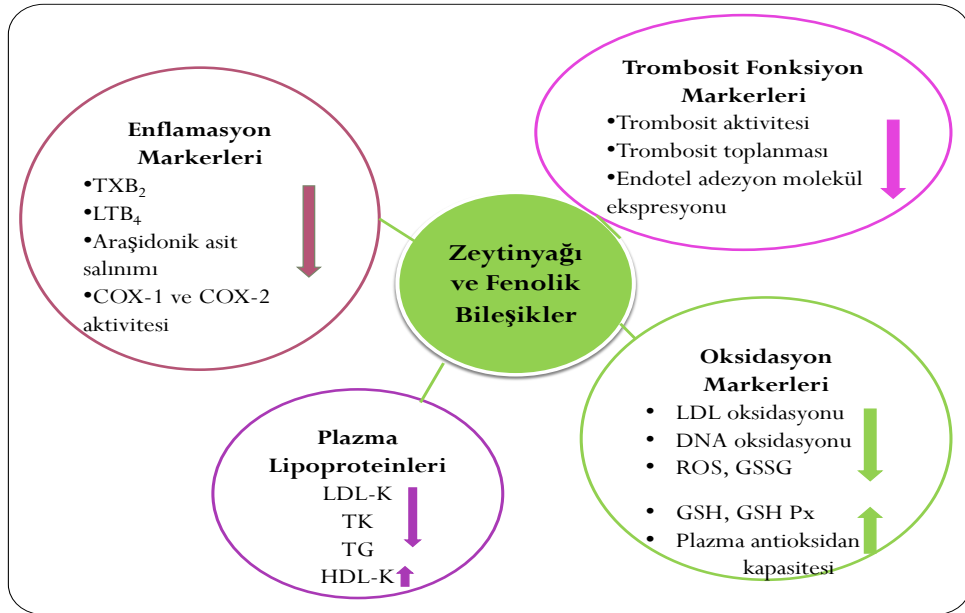 Enflamasyon
Markerleri
•TXB₂
•LTB₄
•Araşidonik asit
salınımı
•COX-1 ve COX-2
aktivitesi
Trombosit Fonksiyon
Markerleri
•Trombosit aktivitesi
•Trombosit toplanması
•Endotel adezyon molekül
ekspresyonu
Zeytinyağı
ve Fenolik
Bileşikler
Plazma
Lipoproteinleri
LDL-K
TK
TG
HDL-K
Oksidasyon
Markerleri
• LDL oksidasyonu
• DNA oksidasyonu
• ROS, GSSG
• GSH, GSH Px
• Plazma antioksidan
kapasitesi